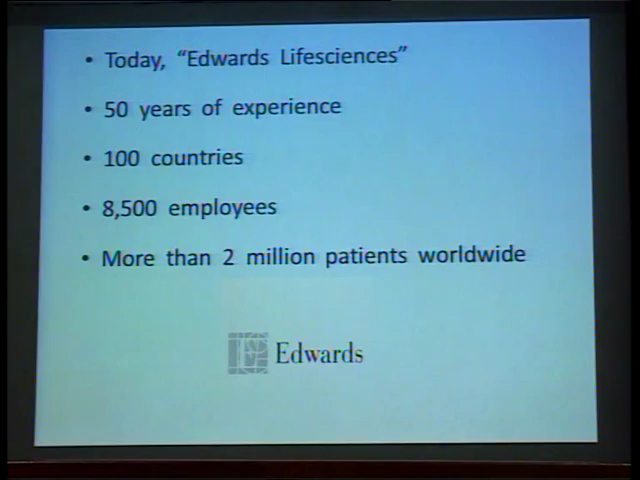 • Today, “Edwards Lifesciences”
• 50 years of experience
• 100 countries
• 8,500 employees
• More than 2 million patients worldwide
Edwards